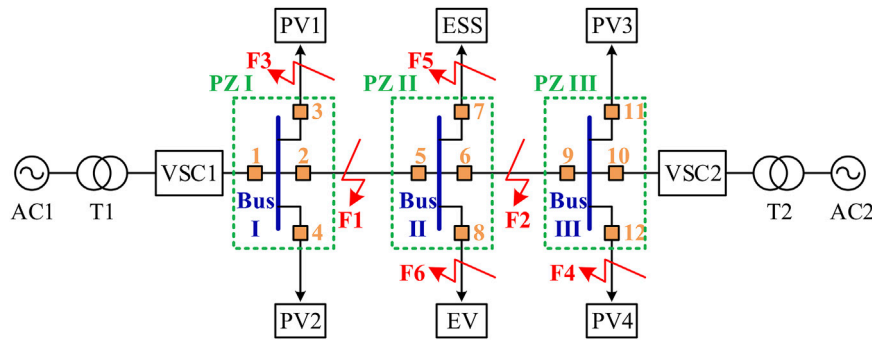 PV1 ESS PV3
F3 F5
PZ I PZ II PZ III
3 7 11
1 2 5 6 9 10
VSC1 VSC2
AC1 T1 Bus I F1 Bus II F2 Bus III T2 AC2
4 8 12
F6 F4
PV2 EV PV4